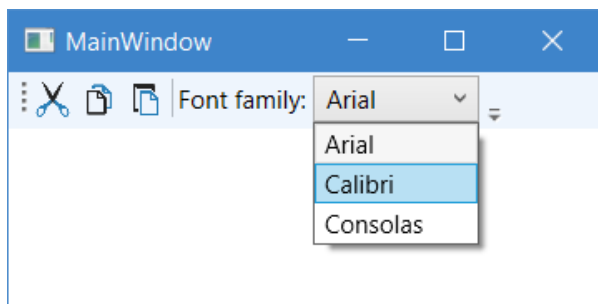 MainWindow
Font family: Arial
Arial
Calibri
Consolas